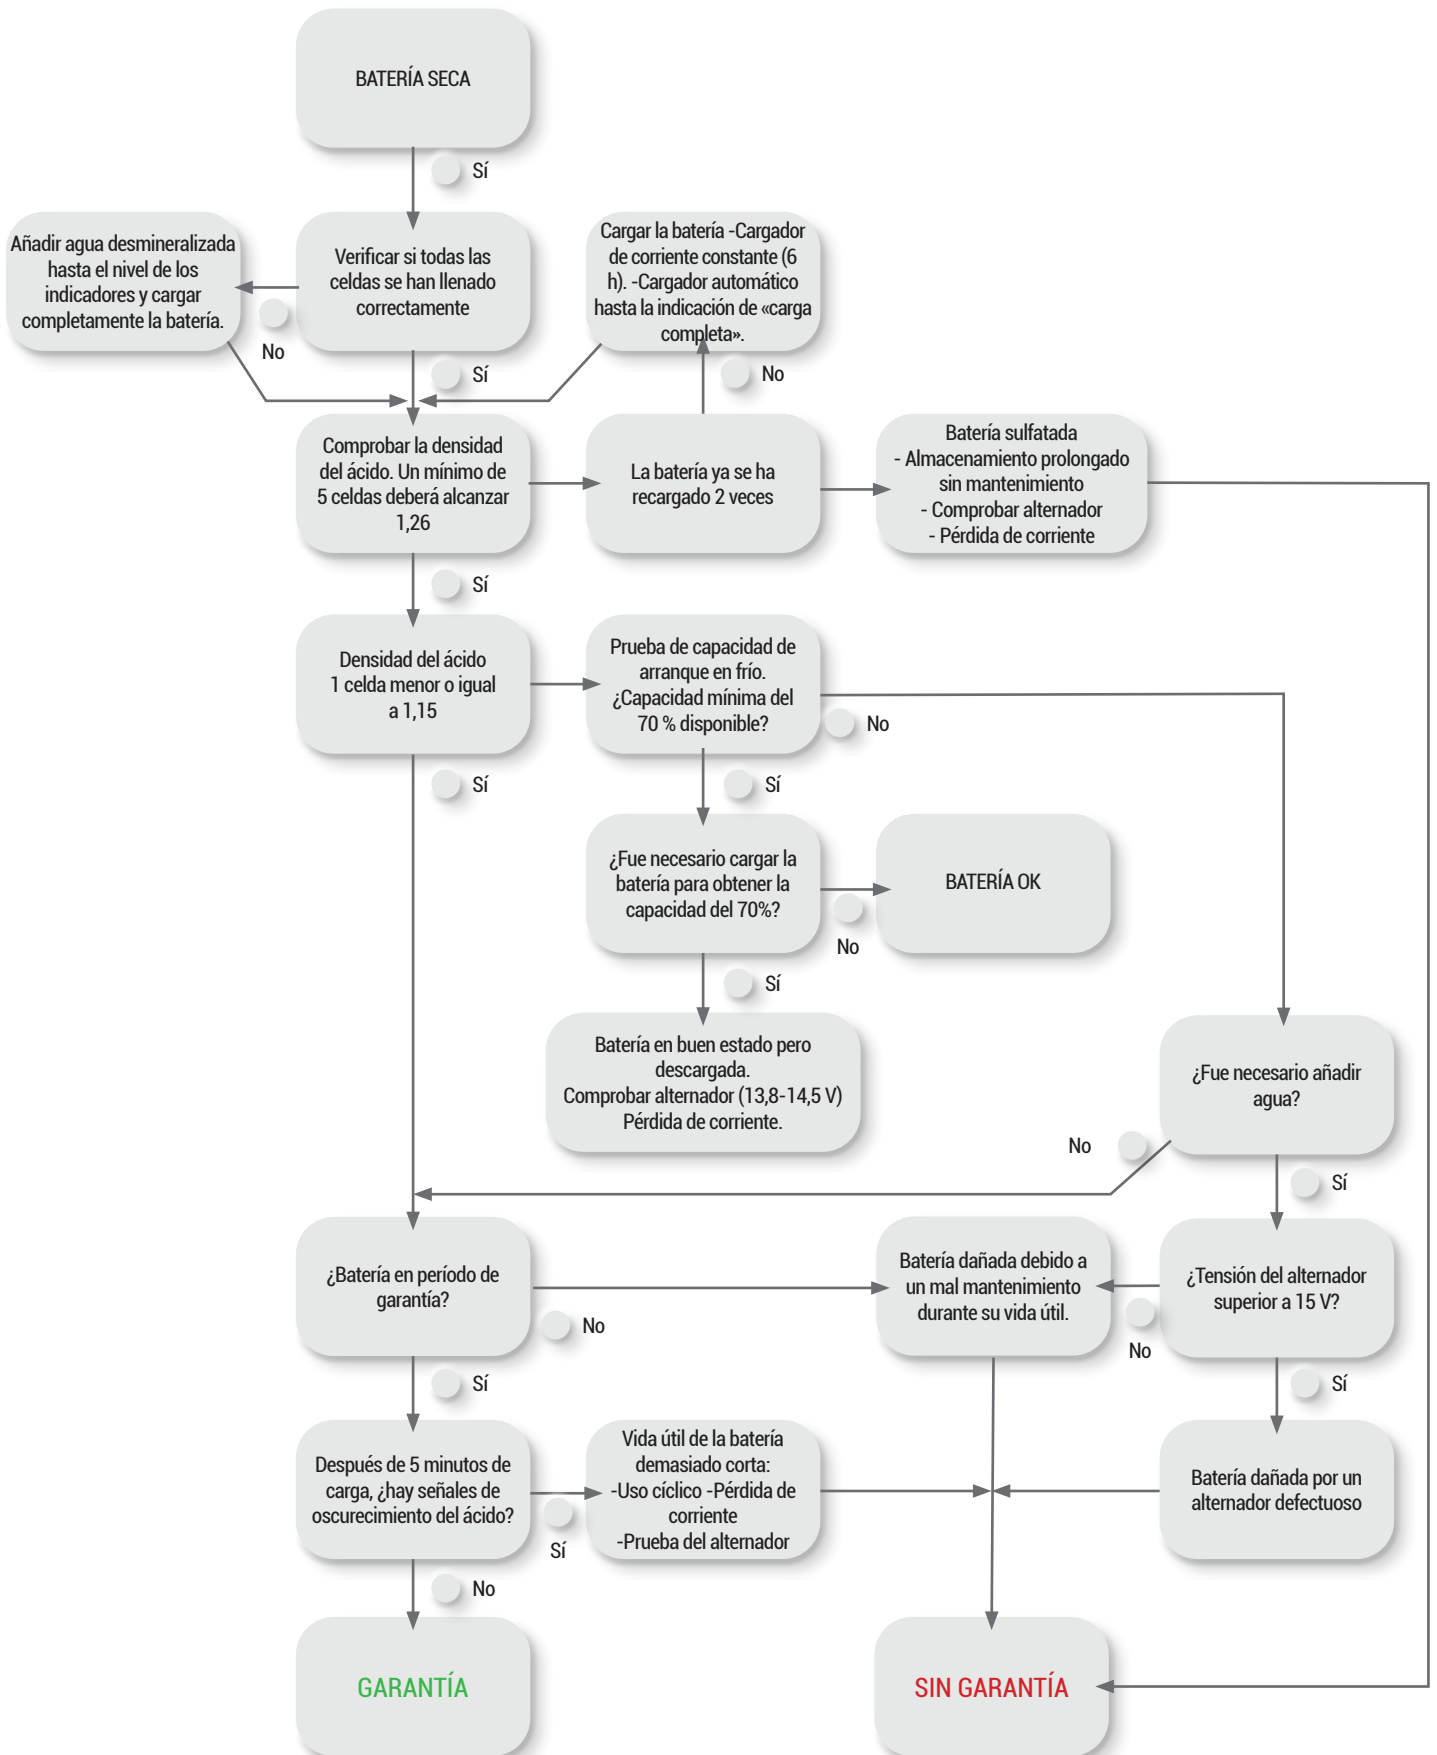 BATERÍA SECA
Sí
Añadir agua desmineralizada
hasta el nivel de los
indicadores y cargar
completamente la batería.
No
Verificar si todas las
celdas se han llenado
correctamente
Sí
Cargar la batería -Cargador
de corriente constante (6
h). -Cargador automático
hasta la indicación de «carga
completa».
No
Comprobar la densidad
del ácido. Un mínimo de
5 celdas deberá alcanzar
1,26
Sí
La batería ya se ha
recargado 2 veces
Batería sulfatada
- Almacenamiento prolongado
sin mantenimiento
- Comprobar alternador
- Pérdida de corriente
Densidad del ácido
1 celda menor o igual
a 1,15
Sí
Prueba de capacidad de
arranque en frío.
¿Capacidad mínima del
70 % disponible?
No
Sí
¿Fue necesario cargar la
batería para obtener la
capacidad del 70%?
No
Sí
BATERÍA OK
Batería en buen estado pero
descargada.
Comprobar alternador (13,8-14,5 V)
Pérdida de corriente.
¿Fue necesario añadir
agua?
No
Sí
¿Batería en período de
garantía?
No
Sí
Batería dañada debido a
un mal mantenimiento
durante su vida útil.
¿Tensión del alternador
superior a 15 V?
No
Sí
Después de 5 minutos de
carga, ¿hay señales de
oscurecimiento del ácido?
Sí
No
Vida útil de la batería
demasiado corta:
-Uso cíclico -Pérdida de
corriente
-Prueba del alternador
Batería dañada por un
alternador defectuoso
GARANTÍA
SIN GARANTÍA